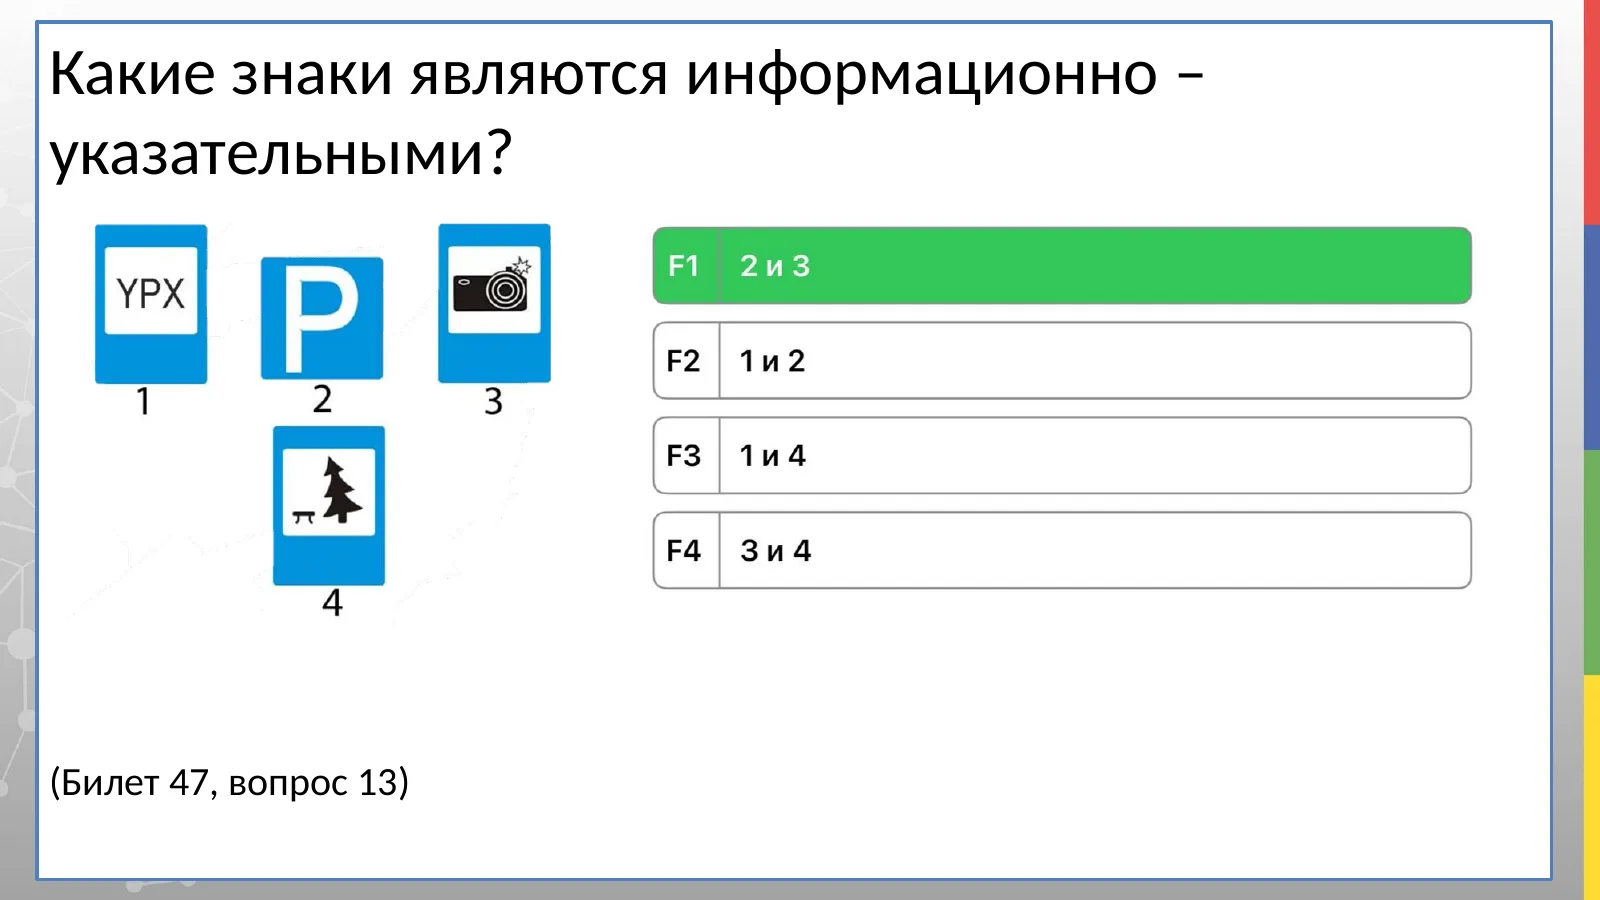 Какие знаки являются информационно –
указательными?
YPX
P
1
2
3
4
F1 2 и 3
F2 1 и 2
F3 1 и 4
F4 3 и 4
(Билет 47, вопрос 13)